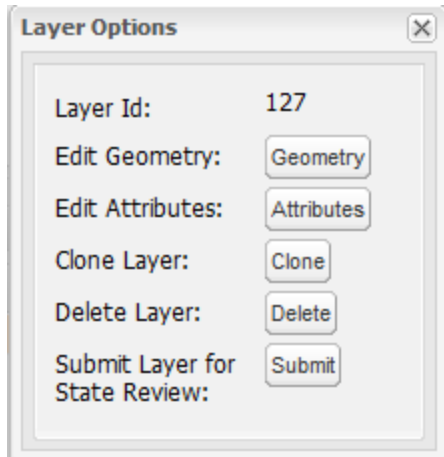 Layer Options
Layer Id: 127
Edit Geometry: Geometry
Edit Attributes: Attributes
Clone Layer: Clone
Delete Layer: Delete
Submit Layer for Submit
State Review: